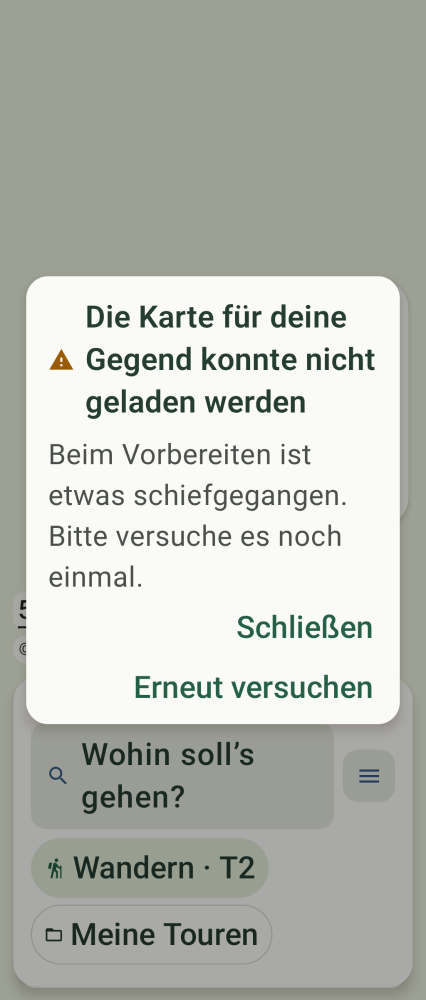 Die Karte für deine
Gegend konnte nicht
geladen werden
Beim Vorbereiten ist
etwas schiefgegangen.
Bitte versuche es noch
einmal.
Schließen
Erneut versuchen
Wohin soll’s
gehen?
Wandern · T2
Meine Touren